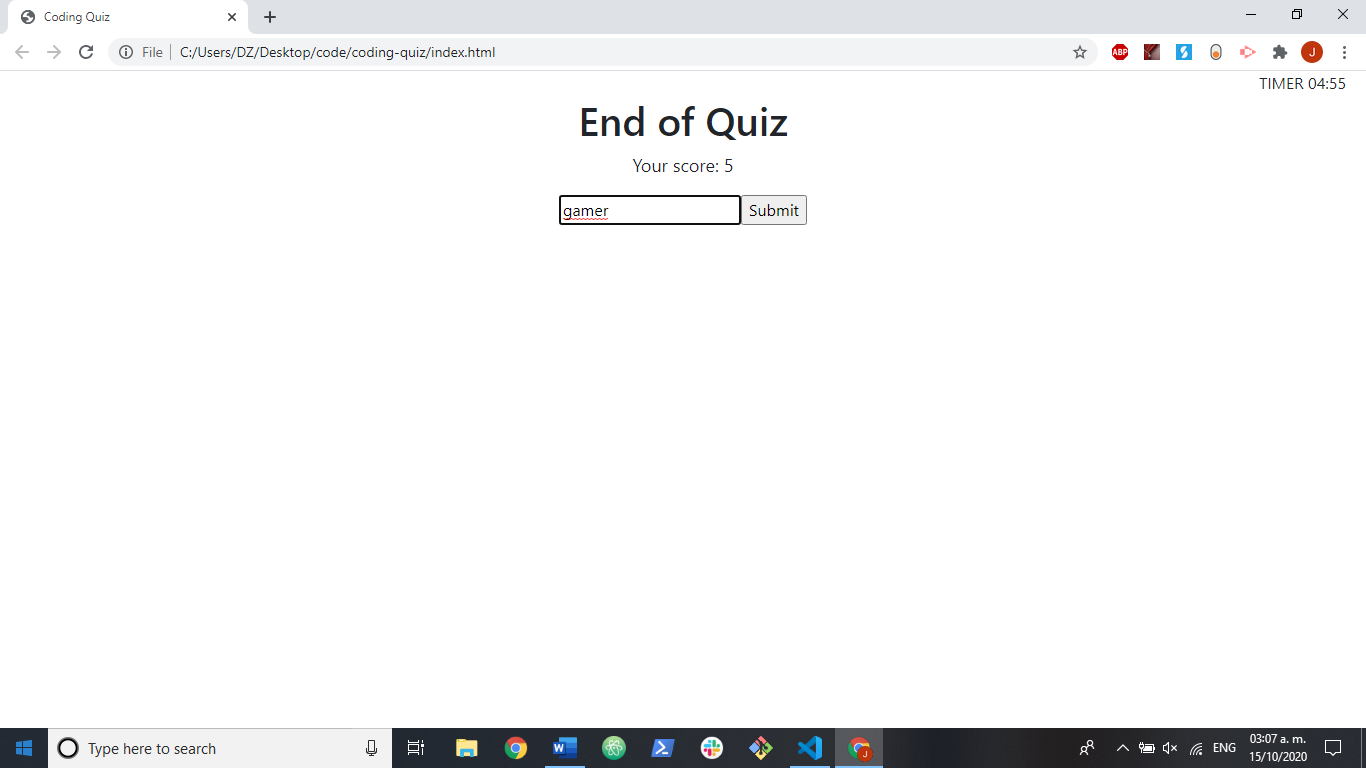 Coding Quiz
File C:/Users/DZ/Desktop/code/coding-quiz/index.html
ABP
J
TIMER 04:55
End of Quiz
Your score: 5
gamer Submit
Type here to search
W
J
ENG
03:07 a. m.
15/10/2020